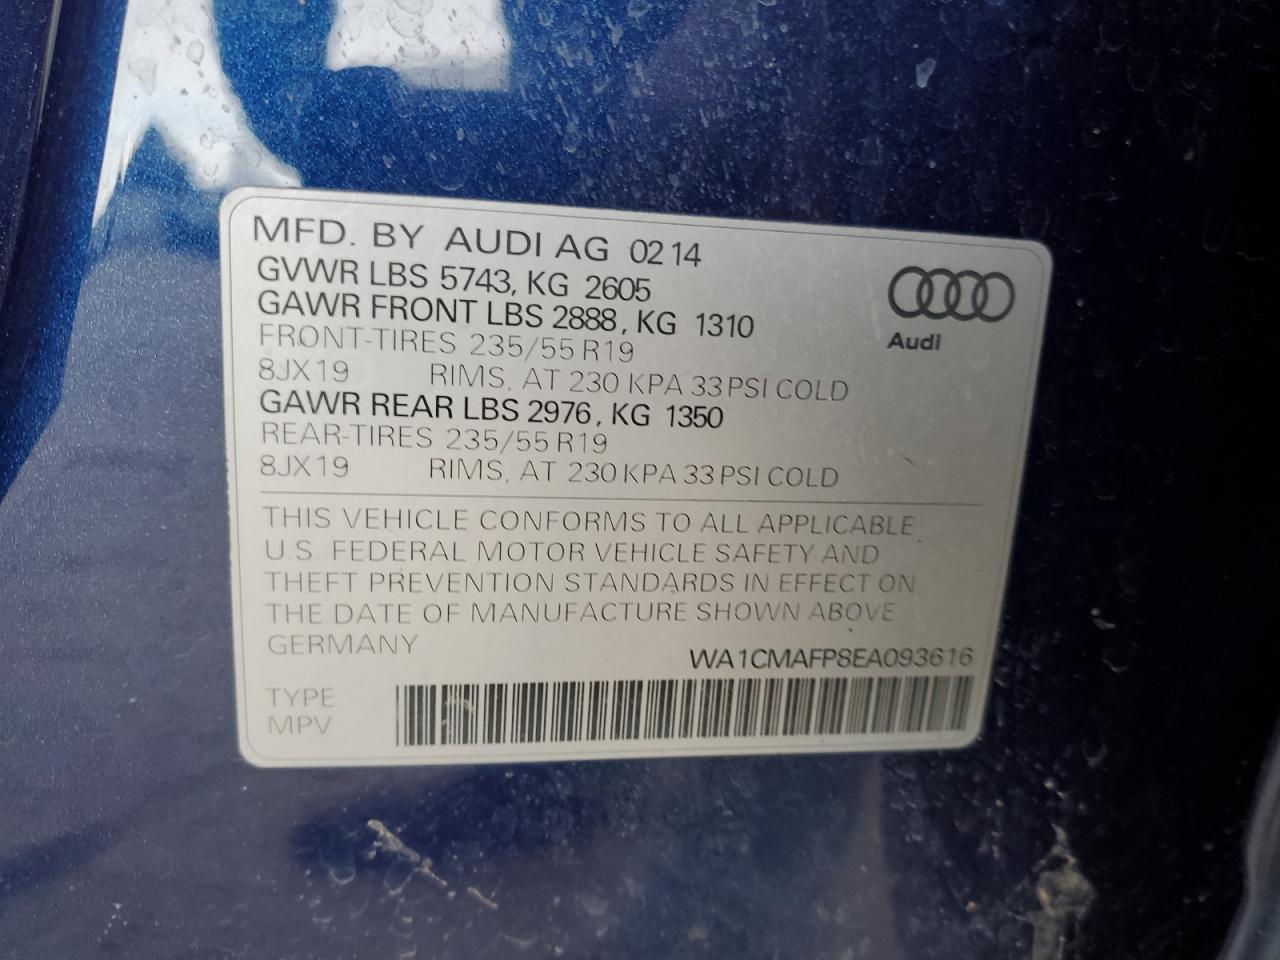 MFD. BY AUDI AG 02 14
GVWR LBS 5743, KG 2605
GAWR FRONT LBS 2888, KG 1310
FRONT-TIRES 235/55 R19
8JX19 RIMS, AT 230 KPA 33 PSI COLD
GAWR REAR LBS 2976, KG 1350
REAR-TIRES 235/55 R19
8JX19 RIMS, AT 230 KPA 33 PSI COLD
Audi
THIS VEHICLE CONFORMS TO ALL APPLICABLE
U.S. FEDERAL MOTOR VEHICLE SAFETY AND
THEFT PREVENTION STANDARDS IN EFFECT ON
THE DATE OF MANUFACTURE SHOWN ABOVE
GERMANY
WA1CMAFP8EA093616
TYPE
MPV